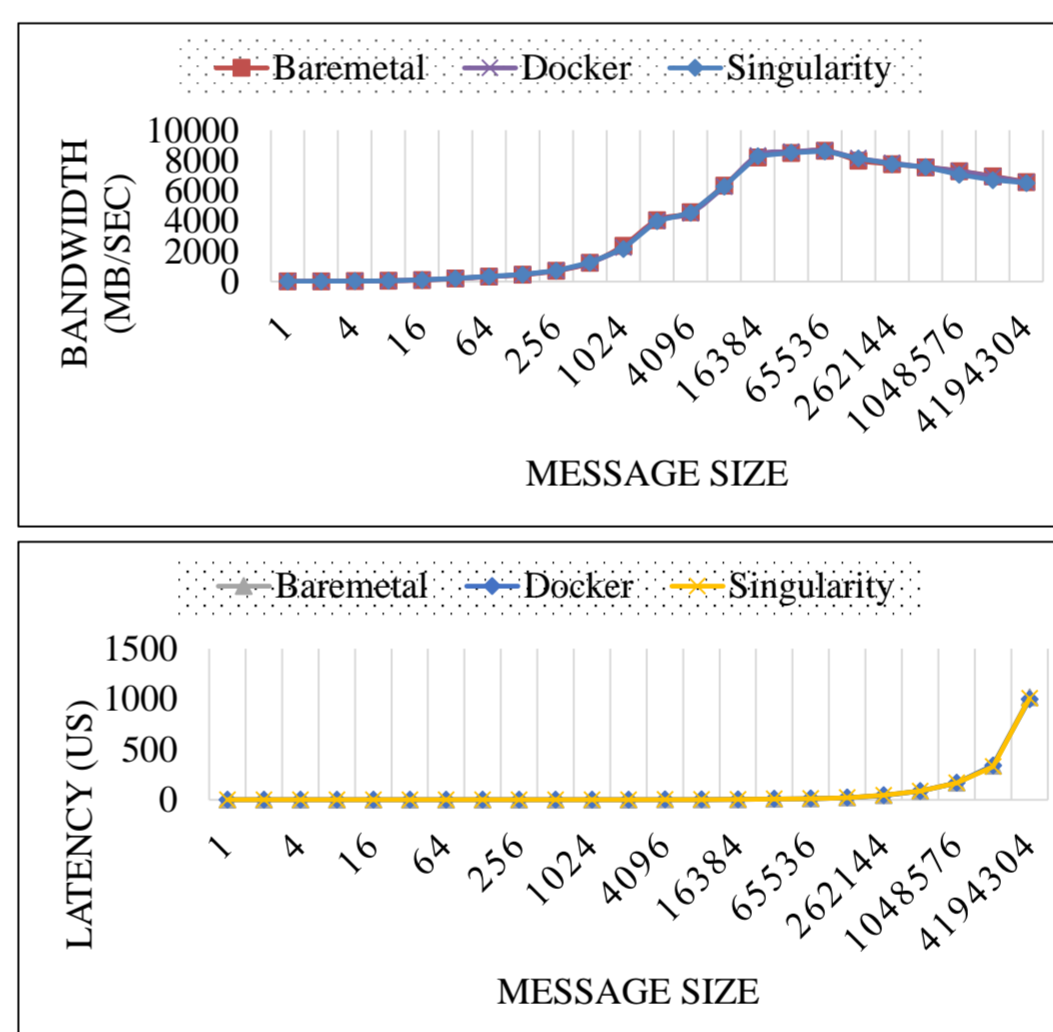 Baremetal Docker Singularity
BANDWIDTH
(MB/SEC)
10000
8000
6000
4000
2000
0
1 4 16 64 256 1024 4096 16384 65536 262144 1048576 4194304
MESSAGE SIZE
Baremetal Docker Singularity
LATENCY (US)
1500
1000
500
0
1 4 16 64 256 1024 4096 16384 65536 262144 1048576 4194304
MESSAGE SIZE